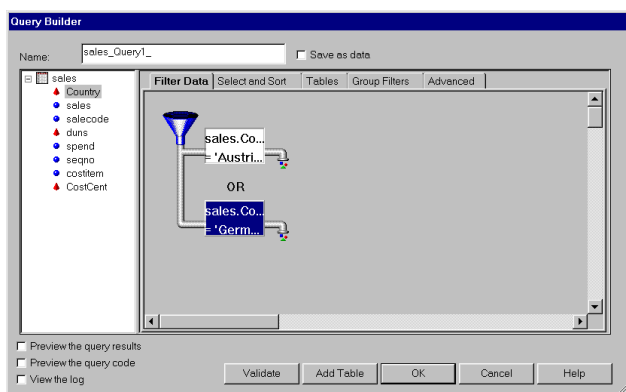 Query Builder
Name: sales_Query1_ Save as data
sales
Country
sales
salecode
duns
spend
seqno
costitem
CostCent
Filter Data Select and Sort Tables Group Filters Advanced
sales.Co...
= 'Austri...
OR
sales.Co...
= 'Germ...
Preview the query results
Preview the query code
View the log
Validate Add Table OK Cancel Help